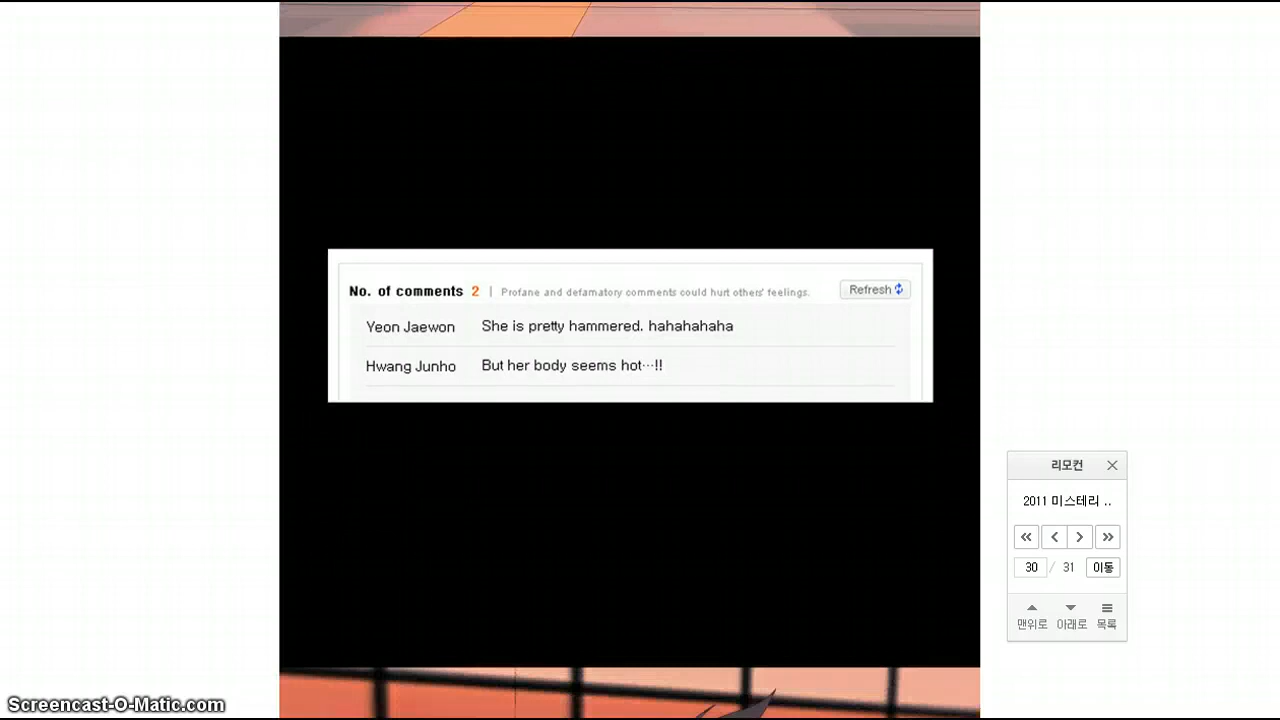 No. of comments 2 | Profane and defamatory comments could hurt others' feelings. Refresh
Yeon Jaewon She is pretty hammered. hahahahaha
Hwang Junho But her body seems hot…!!
리모컨
2011 미스테리 ..
30 / 31 이동
맨위로 아래로 목록
Screencast-O-Matic.com